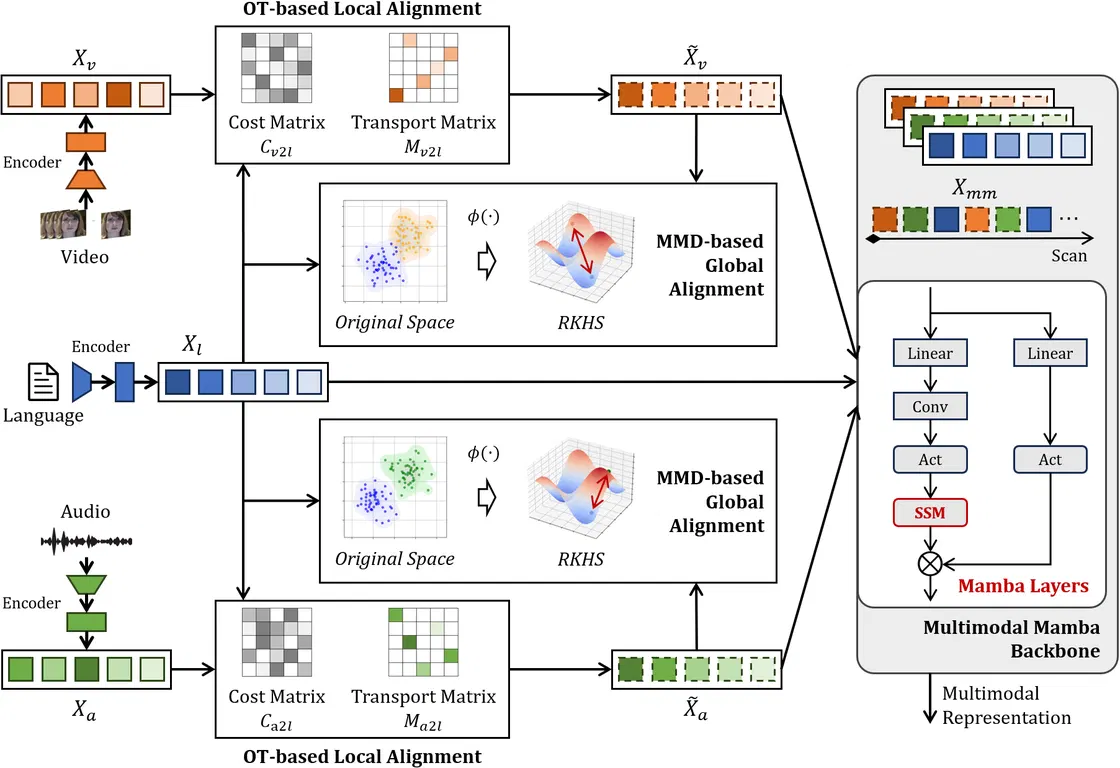 OT-based Local Alignment
X_v
Encoder
Video
Cost Matrix
C_v2l
Transport Matrix
M_v2l
X̃_v
ϕ(·)
Original Space
RKHS
MMD-based
Global
Alignment
Encoder
X_l
Language
ϕ(·)
Original Space
RKHS
MMD-based
Global
Alignment
Audio
Encoder
X_a
Cost Matrix
C_a2l
Transport Matrix
M_a2l
OT-based Local Alignment
X̃_a
X_mm
...
Scan
Linear
Linear
Conv
Act
Act
SSM
Mamba Layers
Multimodal Mamba
Backbone
Multimodal
Representation